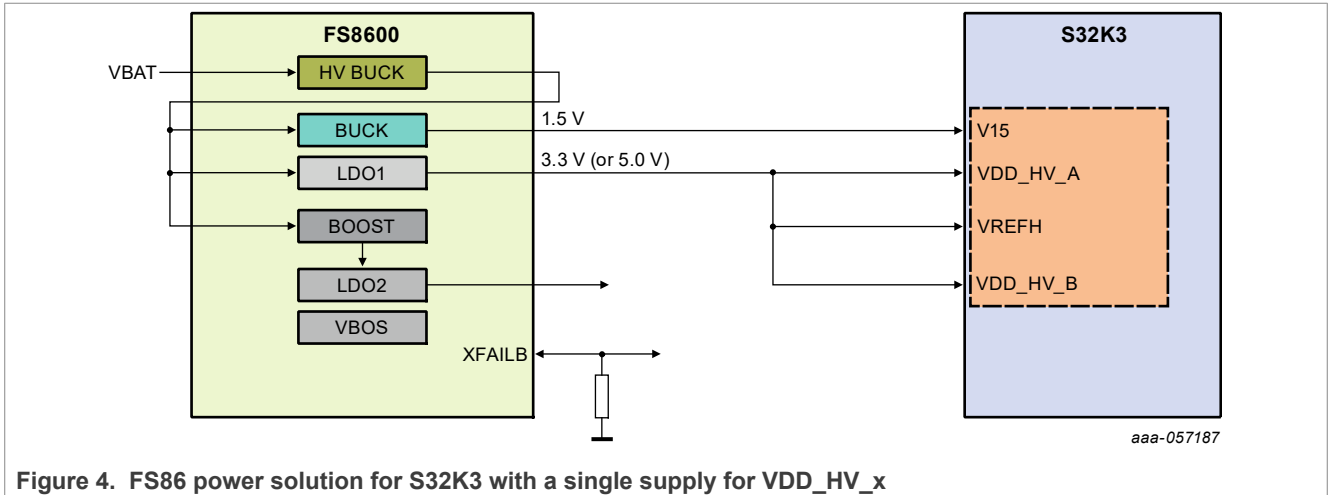 FS8600
S32K3
VBAT
HV BUCK
BUCK
1.5 V
V15
LDO1
3.3 V (or 5.0 V)
VDD_HV_A
BOOST
VREFH
LDO2
VDD_HV_B
VBOS
XFAILB
aaa-057187
Figure 4. FS86 power solution for S32K3 with a single supply for VDD_HV_x